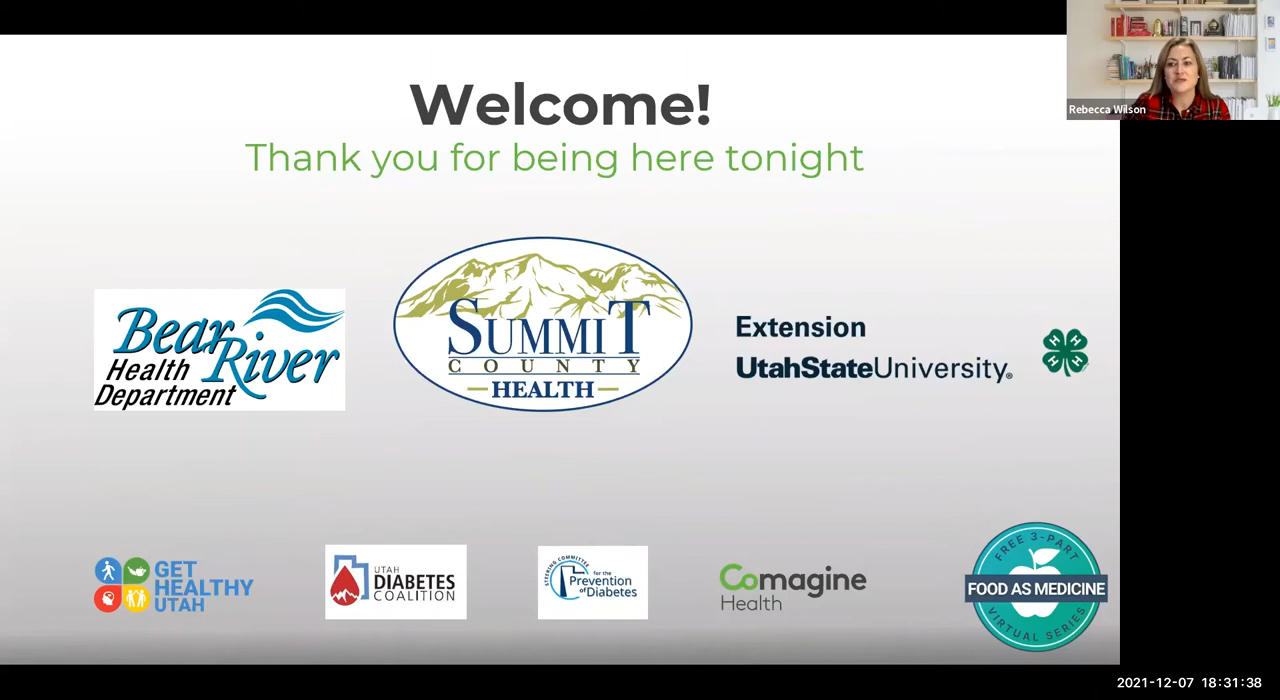 Welcome!
Thank you for being here tonight
Rebecca Wilson
Bear
River
Health
Department
SUMMIT
COUNTY
HEALTH
Extension
UtahStateUniversity®
H H
H H
GET
HEALTHY
UTAH
UTAH
DIABETES
COALITION
STEERING COMMITTEE
for the
Prevention
of Diabetes
Comagine
Health
FREE 3-PART
FOOD AS MEDICINE
VIRTUAL SERIES
2021-12-07 18:31:38